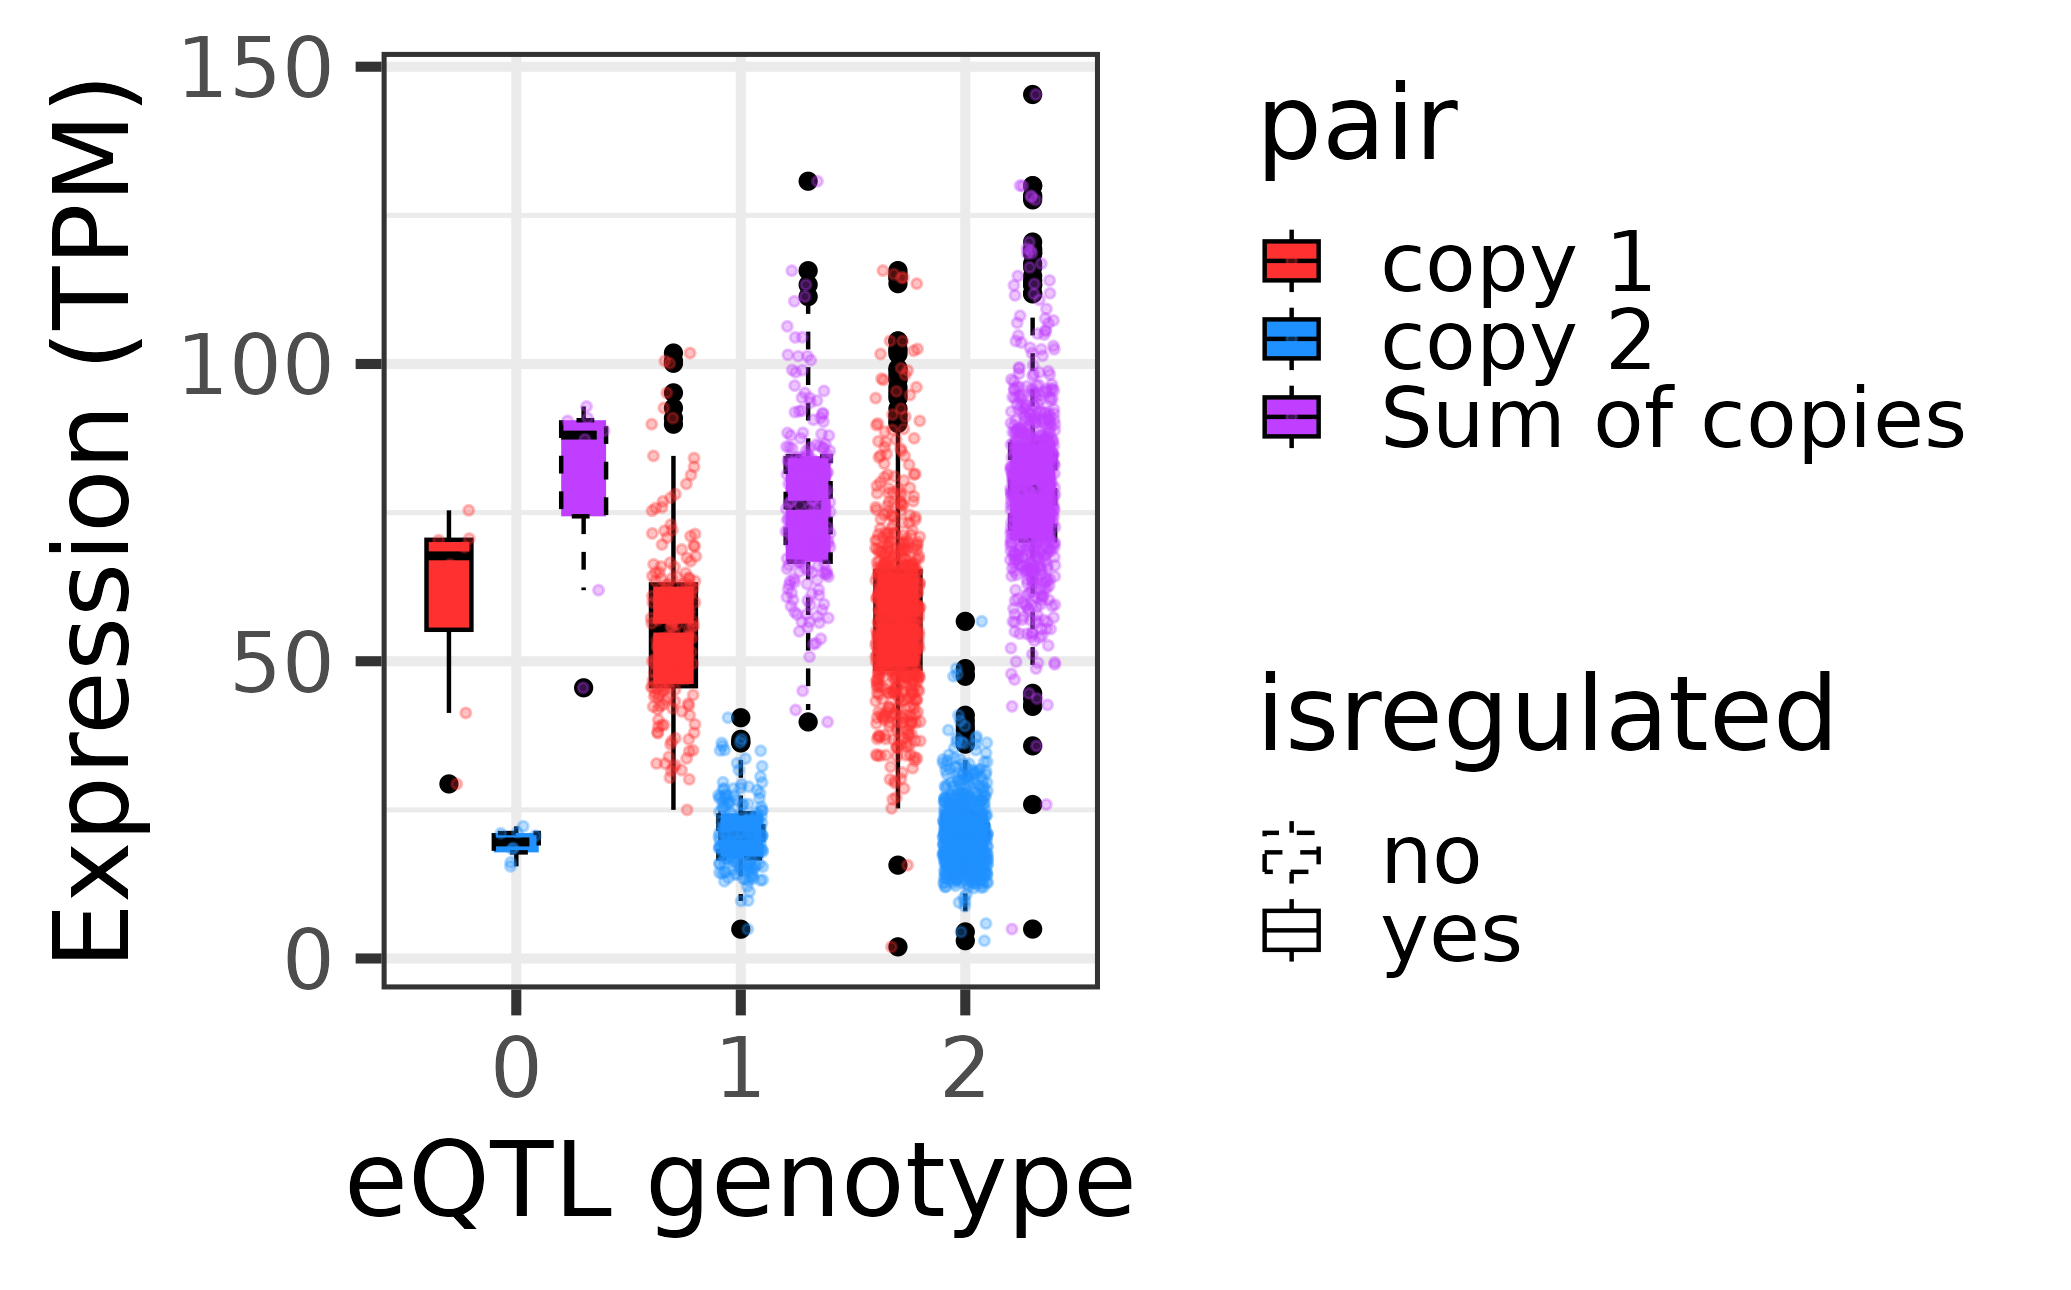 150
100
50
0
Expression (TPM)
0 1 2
eQTL genotype
pair
copy 1
copy 2
Sum of copies
isregulated
no
yes